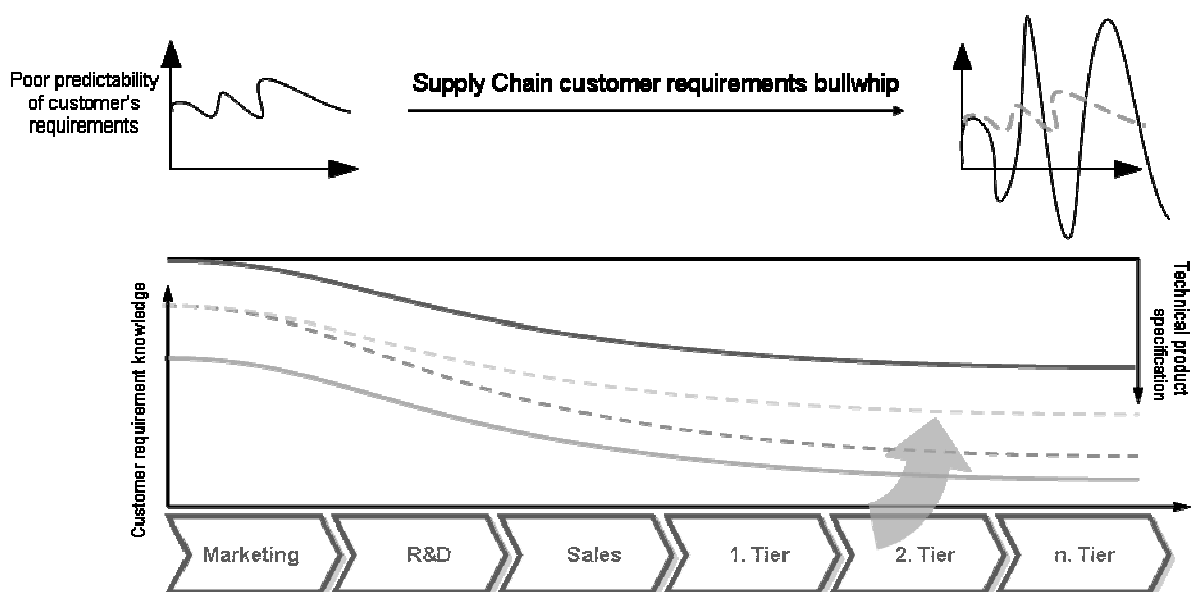 Poor predictability
of customer's
requirements
Supply Chain customer requirements bullwhip
Customer requirement knowledge
Technical product
specification
Marketing
R&D
Sales
1. Tier
2. Tier
n. Tier